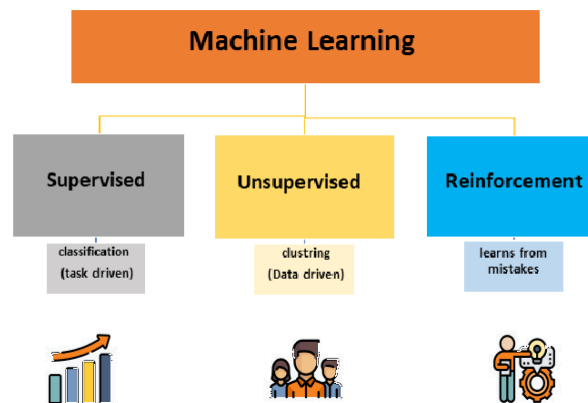 Machine Learning
Supervised
Unsupervised
Reinforcement
classification
(task driven)
clustring
(Data driven)
learns from
mistakes